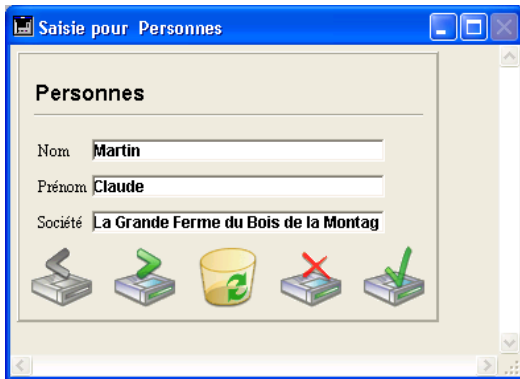 Saisie pour Personnes
Personnes
Nom Martin
Prénom Claude
Société La Grande Ferme du Bois de la Montag